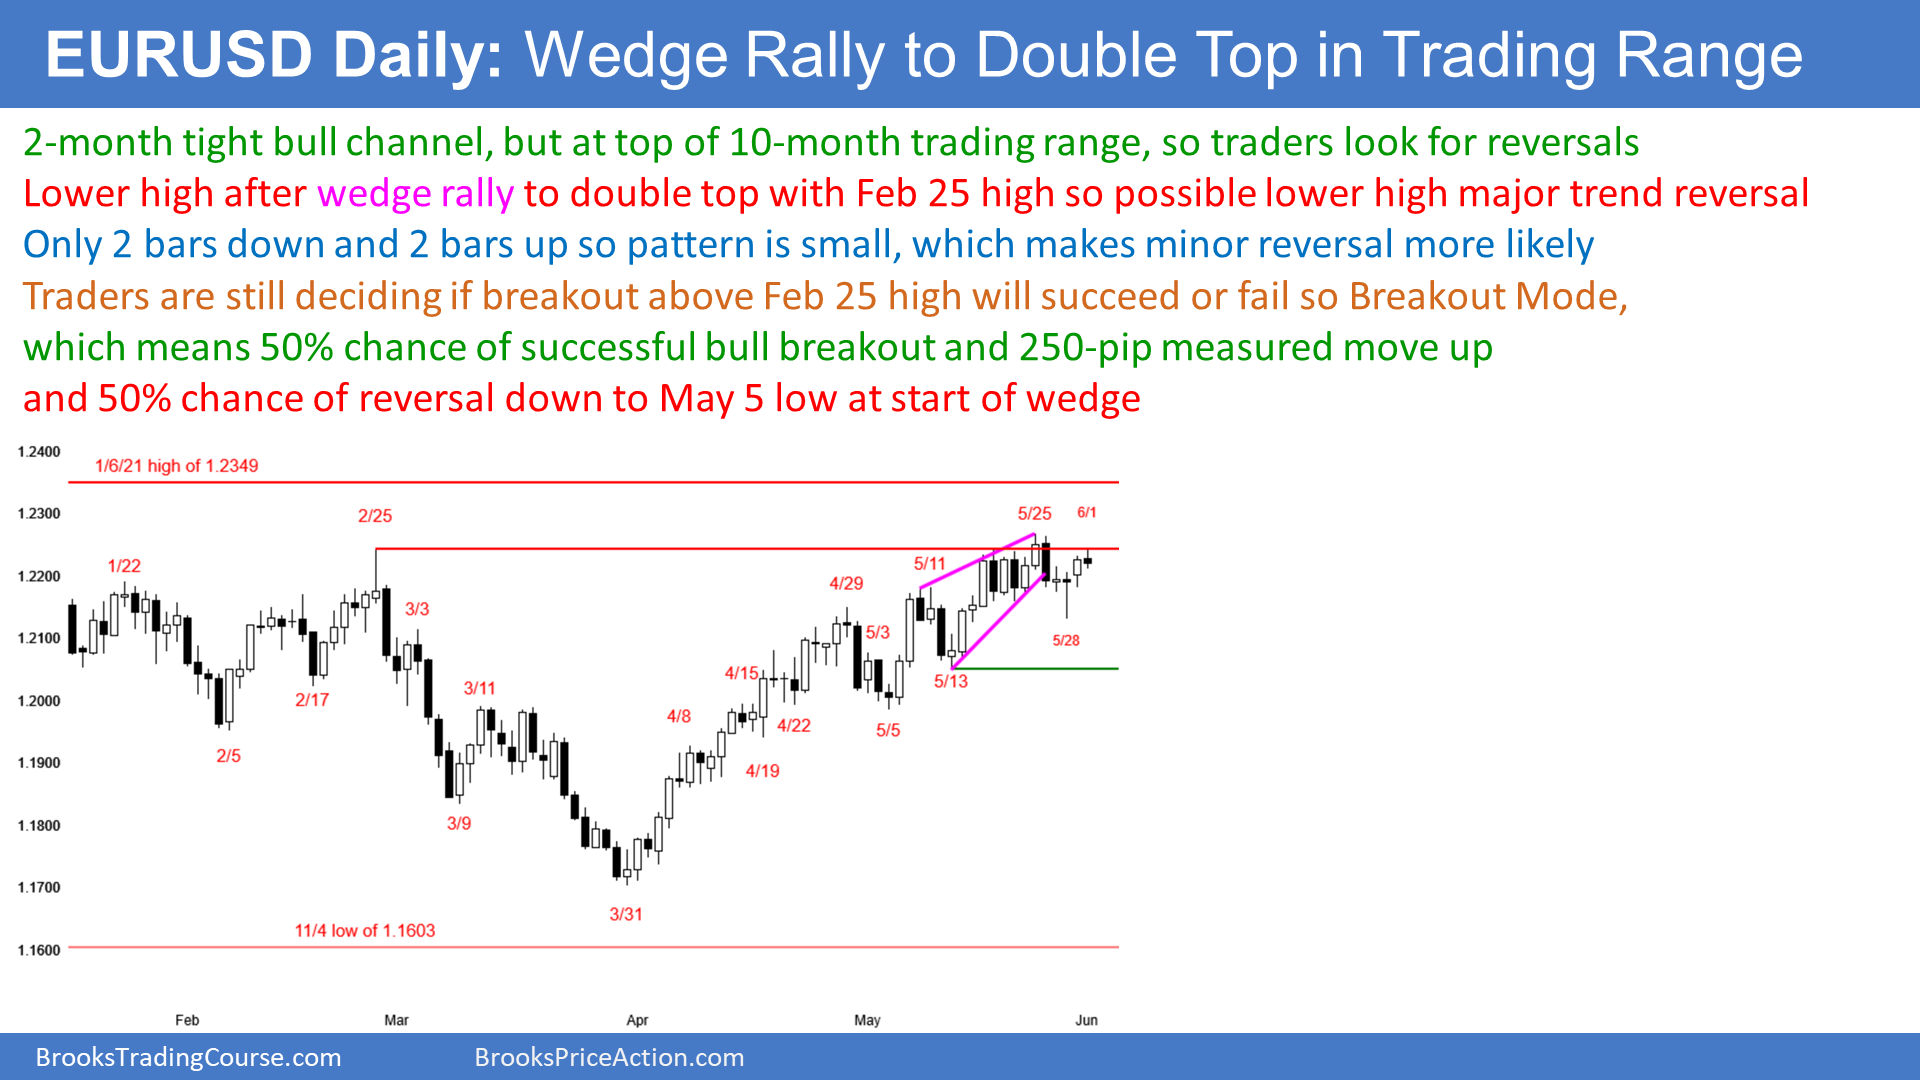 EURUSD Daily: Wedge Rally to Double Top in Trading Range
2-month tight bull channel, but at top of 10-month trading range, so traders look for reversals
Lower high after wedge rally to double top with Feb 25 high so possible lower high major trend reversal
Only 2 bars down and 2 bars up so pattern is small, which makes minor reversal more likely
Traders are still deciding if breakout above Feb 25 high will succeed or fail so Breakout Mode,
which means 50% chance of successful bull breakout and 250-pip measured move up
and 50% chance of reversal down to May 5 low at start of wedge
1.2400
1/6/21 high of 1.2349
1.2300
2/25
5/25
6/1
1/22
5/11
1.2200
4/29
3/3
5/3
1.2100
5/28
4/15
5/13
3/11
2/17
1.2000
4/8
4/22
5/5
2/5
1.1900
4/19
3/9
1.1800
1.1700
3/31
11/4 low of 1.1603
1.1600
Feb
Mar
Apr
May
Jun
BrooksTradingCourse.com
BrooksPriceAction.com